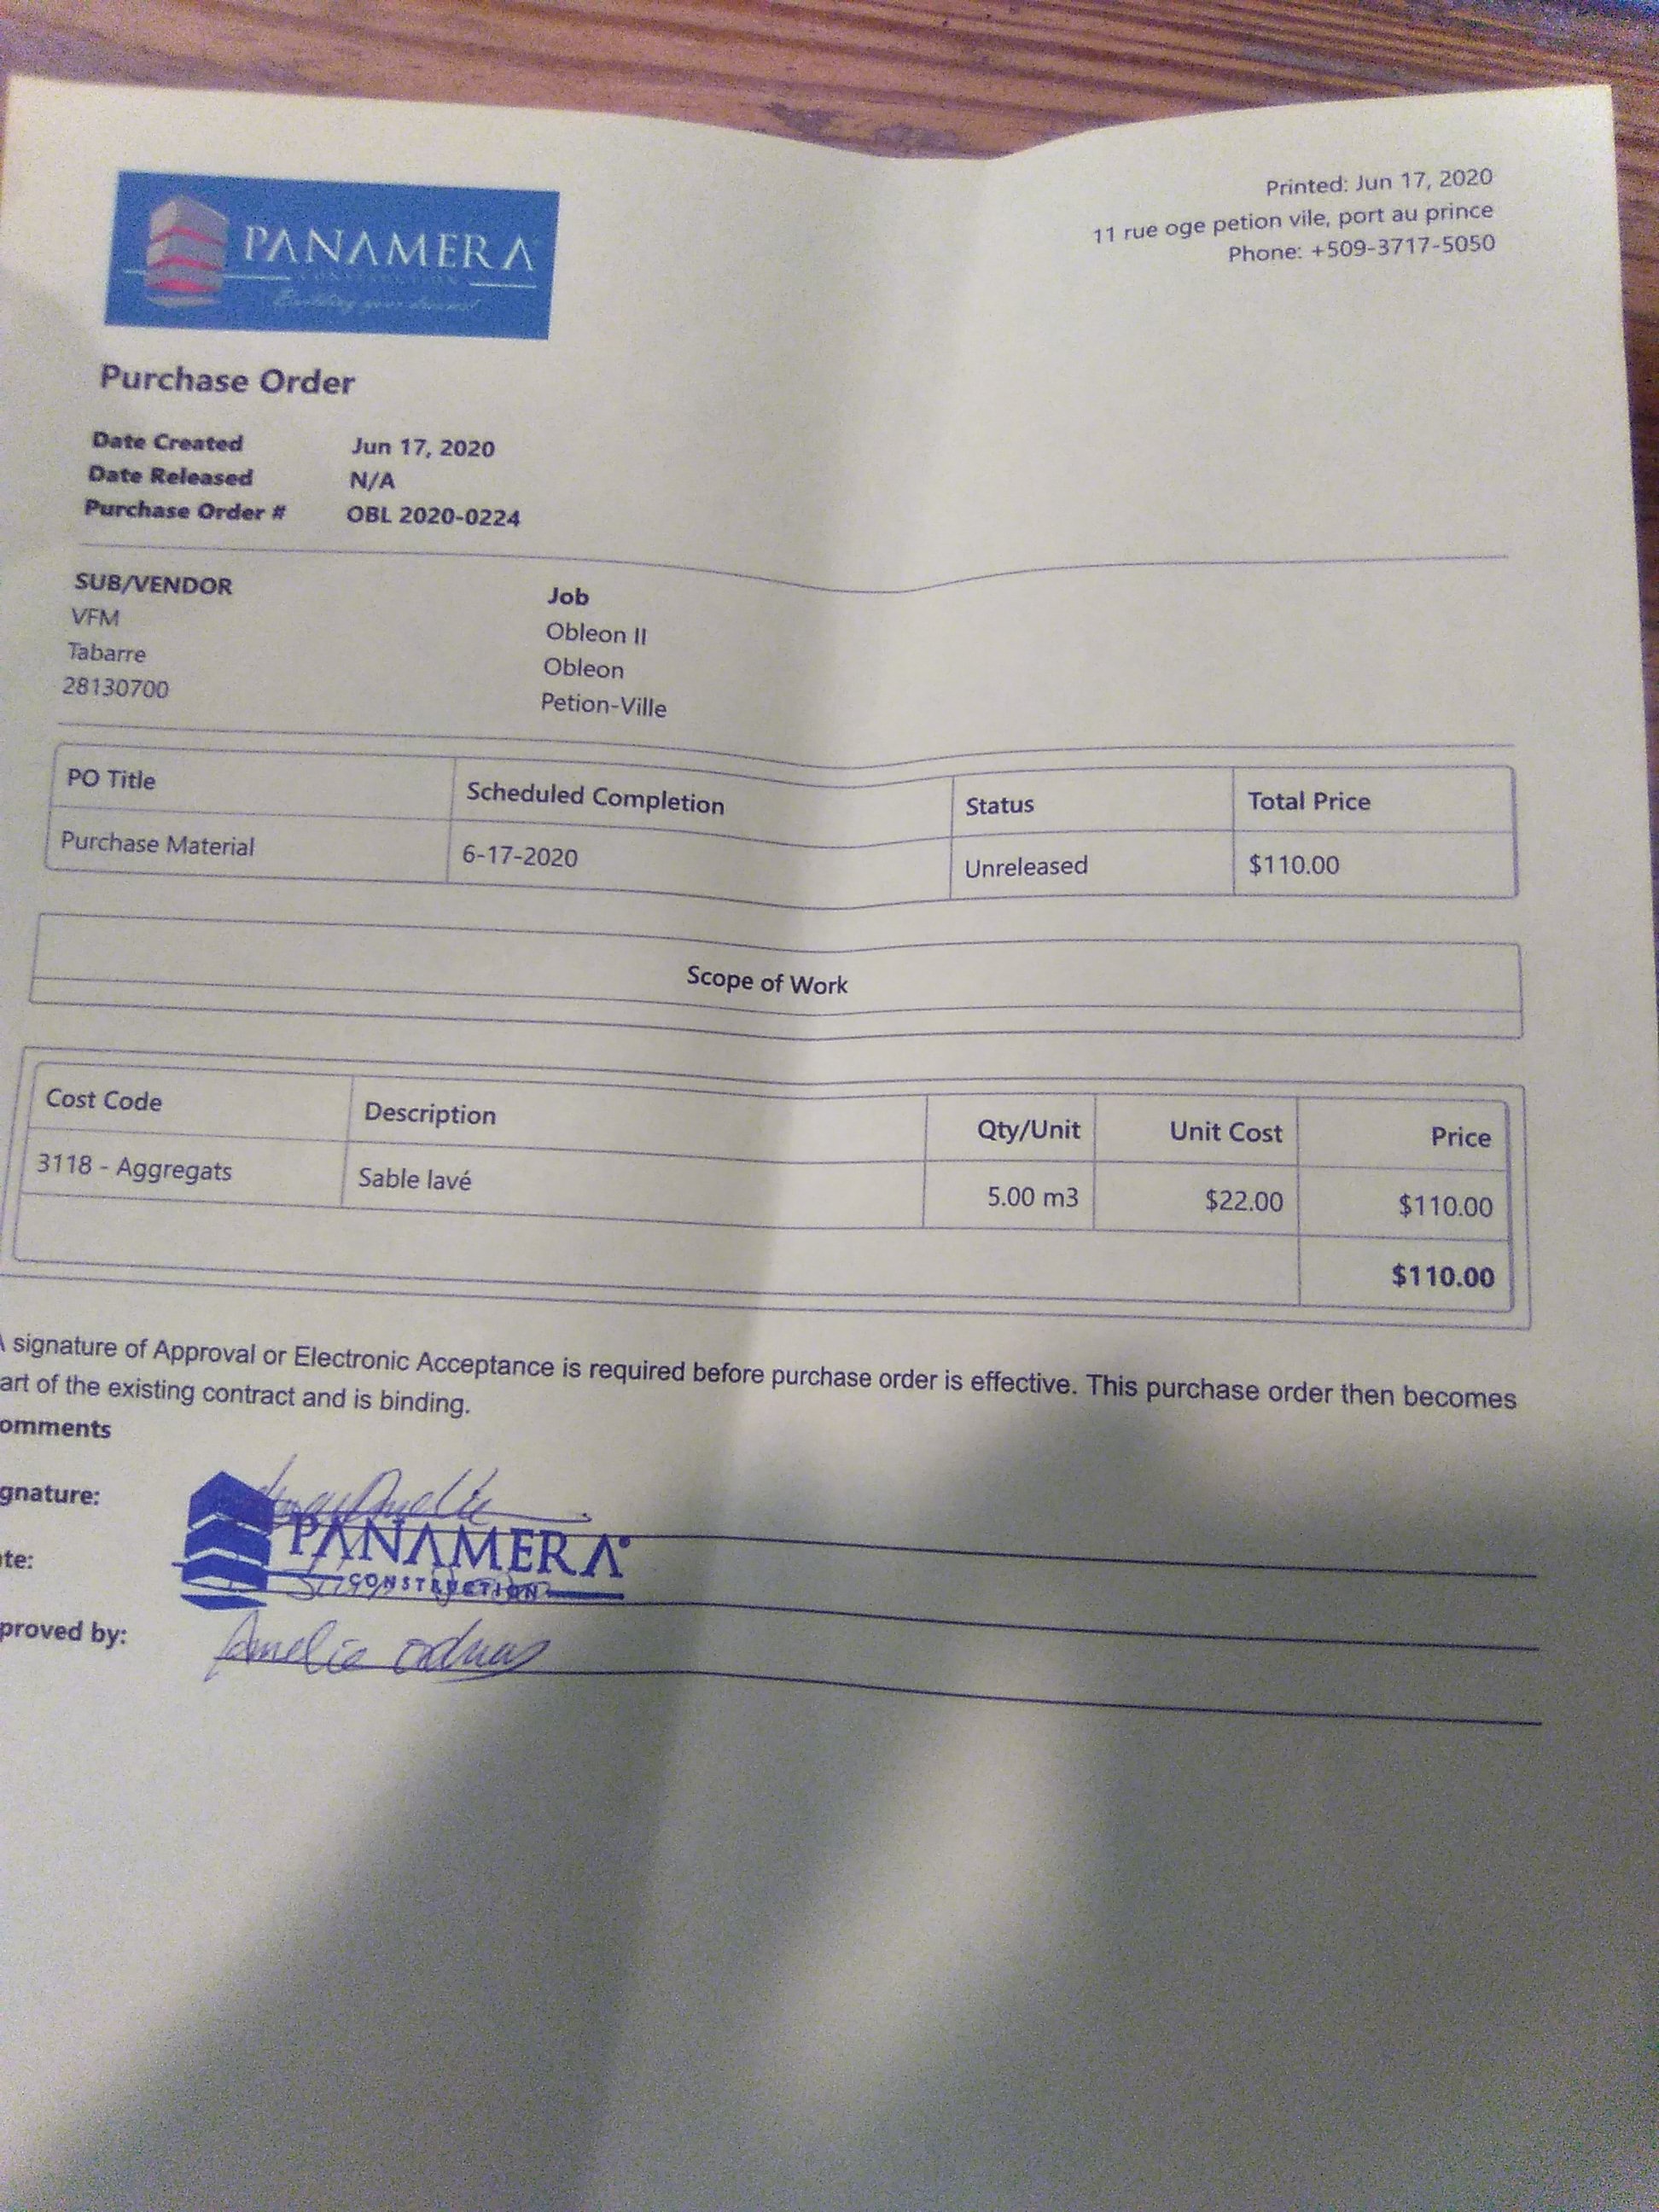 PANAMERA
CONSTRUCTION
Building your dreams!
Printed: Jun 17, 2020
11 rue oge petion vile, port au prince
Phone: +509-3717-5050
Purchase Order
Date Created Jun 17, 2020
Date Released N/A
Purchase Order # OBL 2020-0224
SUB/VENDOR Job
VFM Obleon II
Tabarre Obleon
28130700 Petion-Ville
PO Title Scheduled Completion Status Total Price
Purchase Material 6-17-2020 Unreleased $110.00
Scope of Work
Cost Code Description Qty/Unit Unit Cost Price
3118 - Aggregats Sable lavé 5.00 m3 $22.00 $110.00
$110.00
A signature of Approval or Electronic Acceptance is required before purchase order is effective. This purchase order then becomes
art of the existing contract and is binding.
omments
gnature: Amelie
PANAMERA
te:
CONSTRUCTION
proved by: Amelie